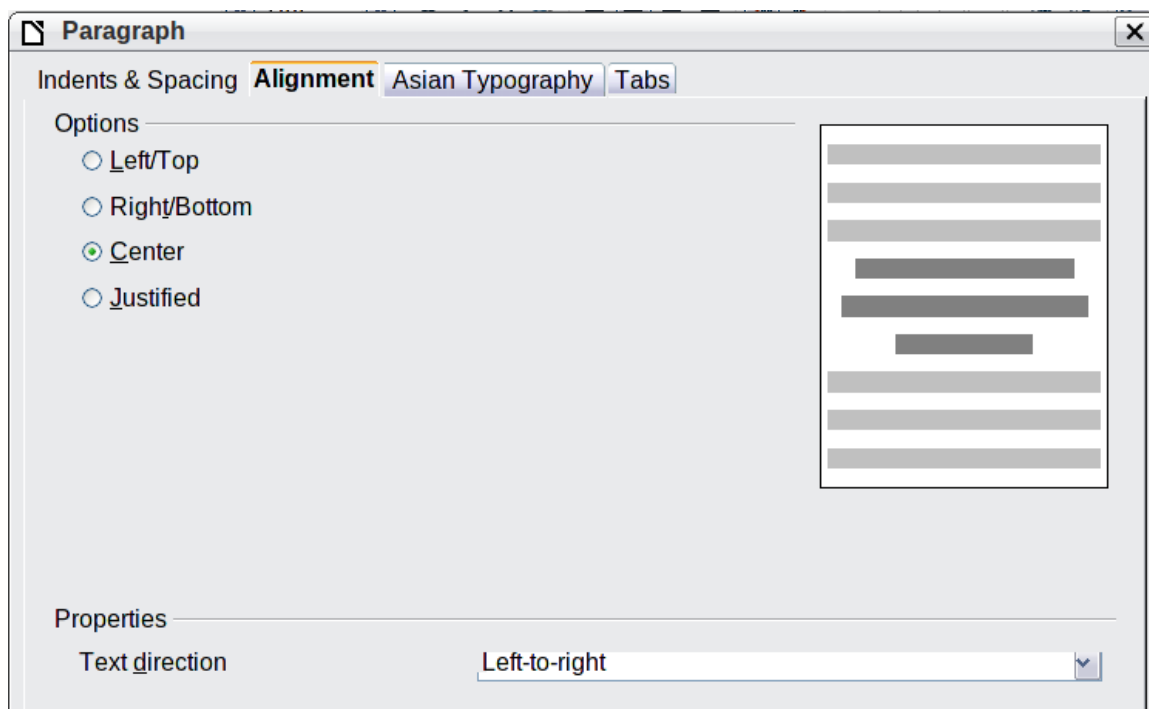 Paragraph
Indents & Spacing Alignment Asian Typography Tabs
Options
Left/Top
Right/Bottom
Center
Justified
Properties
Text direction Left-to-right